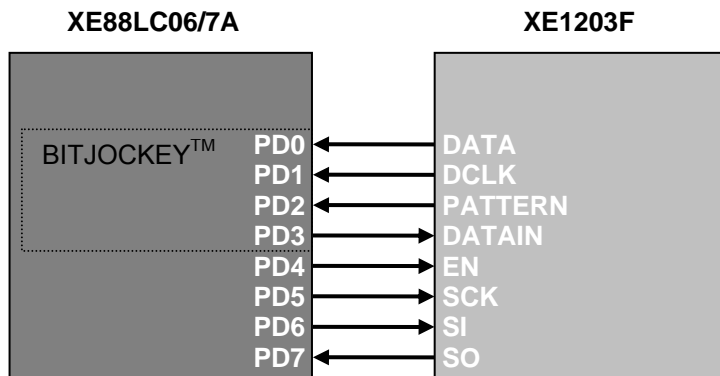 XE88LC06/7A XE1203F
BITJOCKEY™
PD0 DATA
PD1 DCLK
PD2 PATTERN
PD3 DATAIN
PD4 EN
PD5 SCK
PD6 SI
PD7 SO